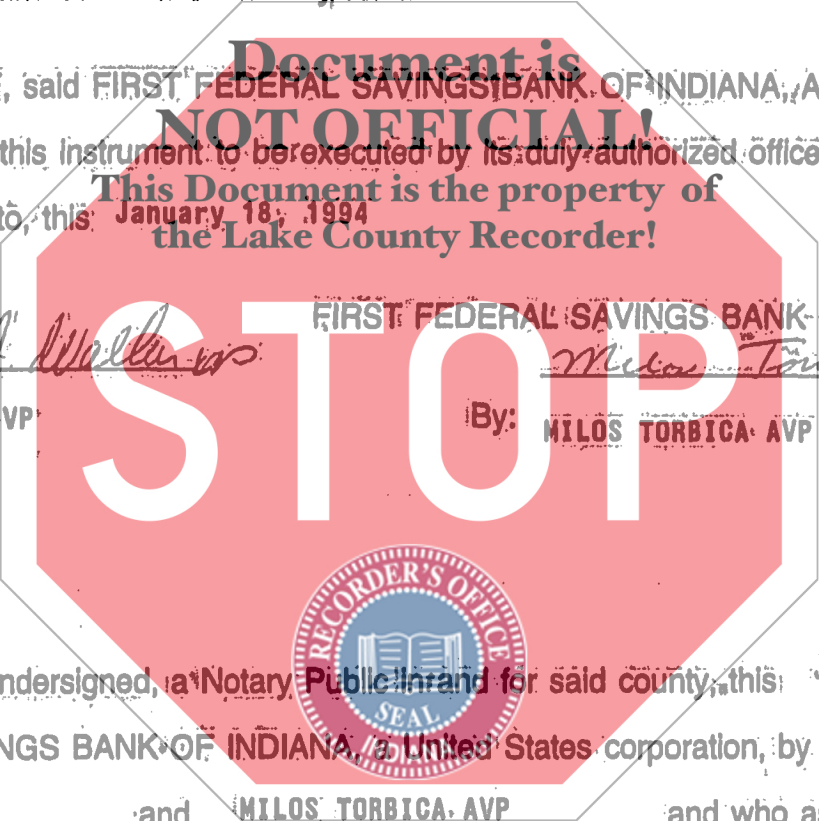 Document is
, said FIRST FEDERAL SAVINGS BANK OF INDIANA, A
NOT OFFICIAL!
this instrument to be executed by its duly authorized office
This Document is the property of
to, this January 18, 1994
the Lake County Recorder!
FIRST FEDERAL SAVINGS BANK
STOP
VP
By: MILOS TORBICA AVP
RECORDER'S OFFICE
ndersigned, a Notary Public in and for said county, this
SEAL
INDIANA
NGS BANK OF INDIANA, a United States corporation, by
and MILOS TORBICA, AVP and who a